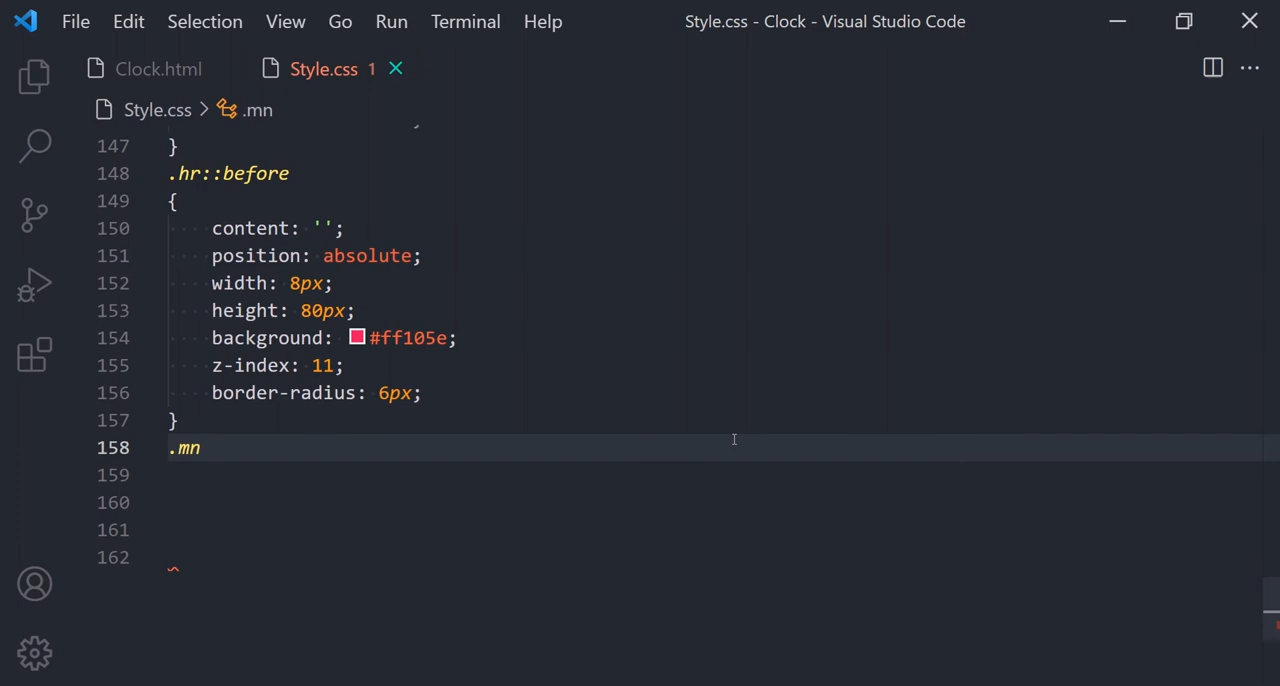 File Edit Selection View Go Run Terminal Help Style.css - Clock - Visual Studio Code
Clock.html Style.css 1
Style.css > .mn
147 }
148 .hr::before
149 {
150 content: '';
151 position: absolute;
152 width: 8px;
153 height: 80px;
154 background: #ff105e;
155 z-index: 11;
156 border-radius: 6px;
157 }
158 .mn
159
160
161
162